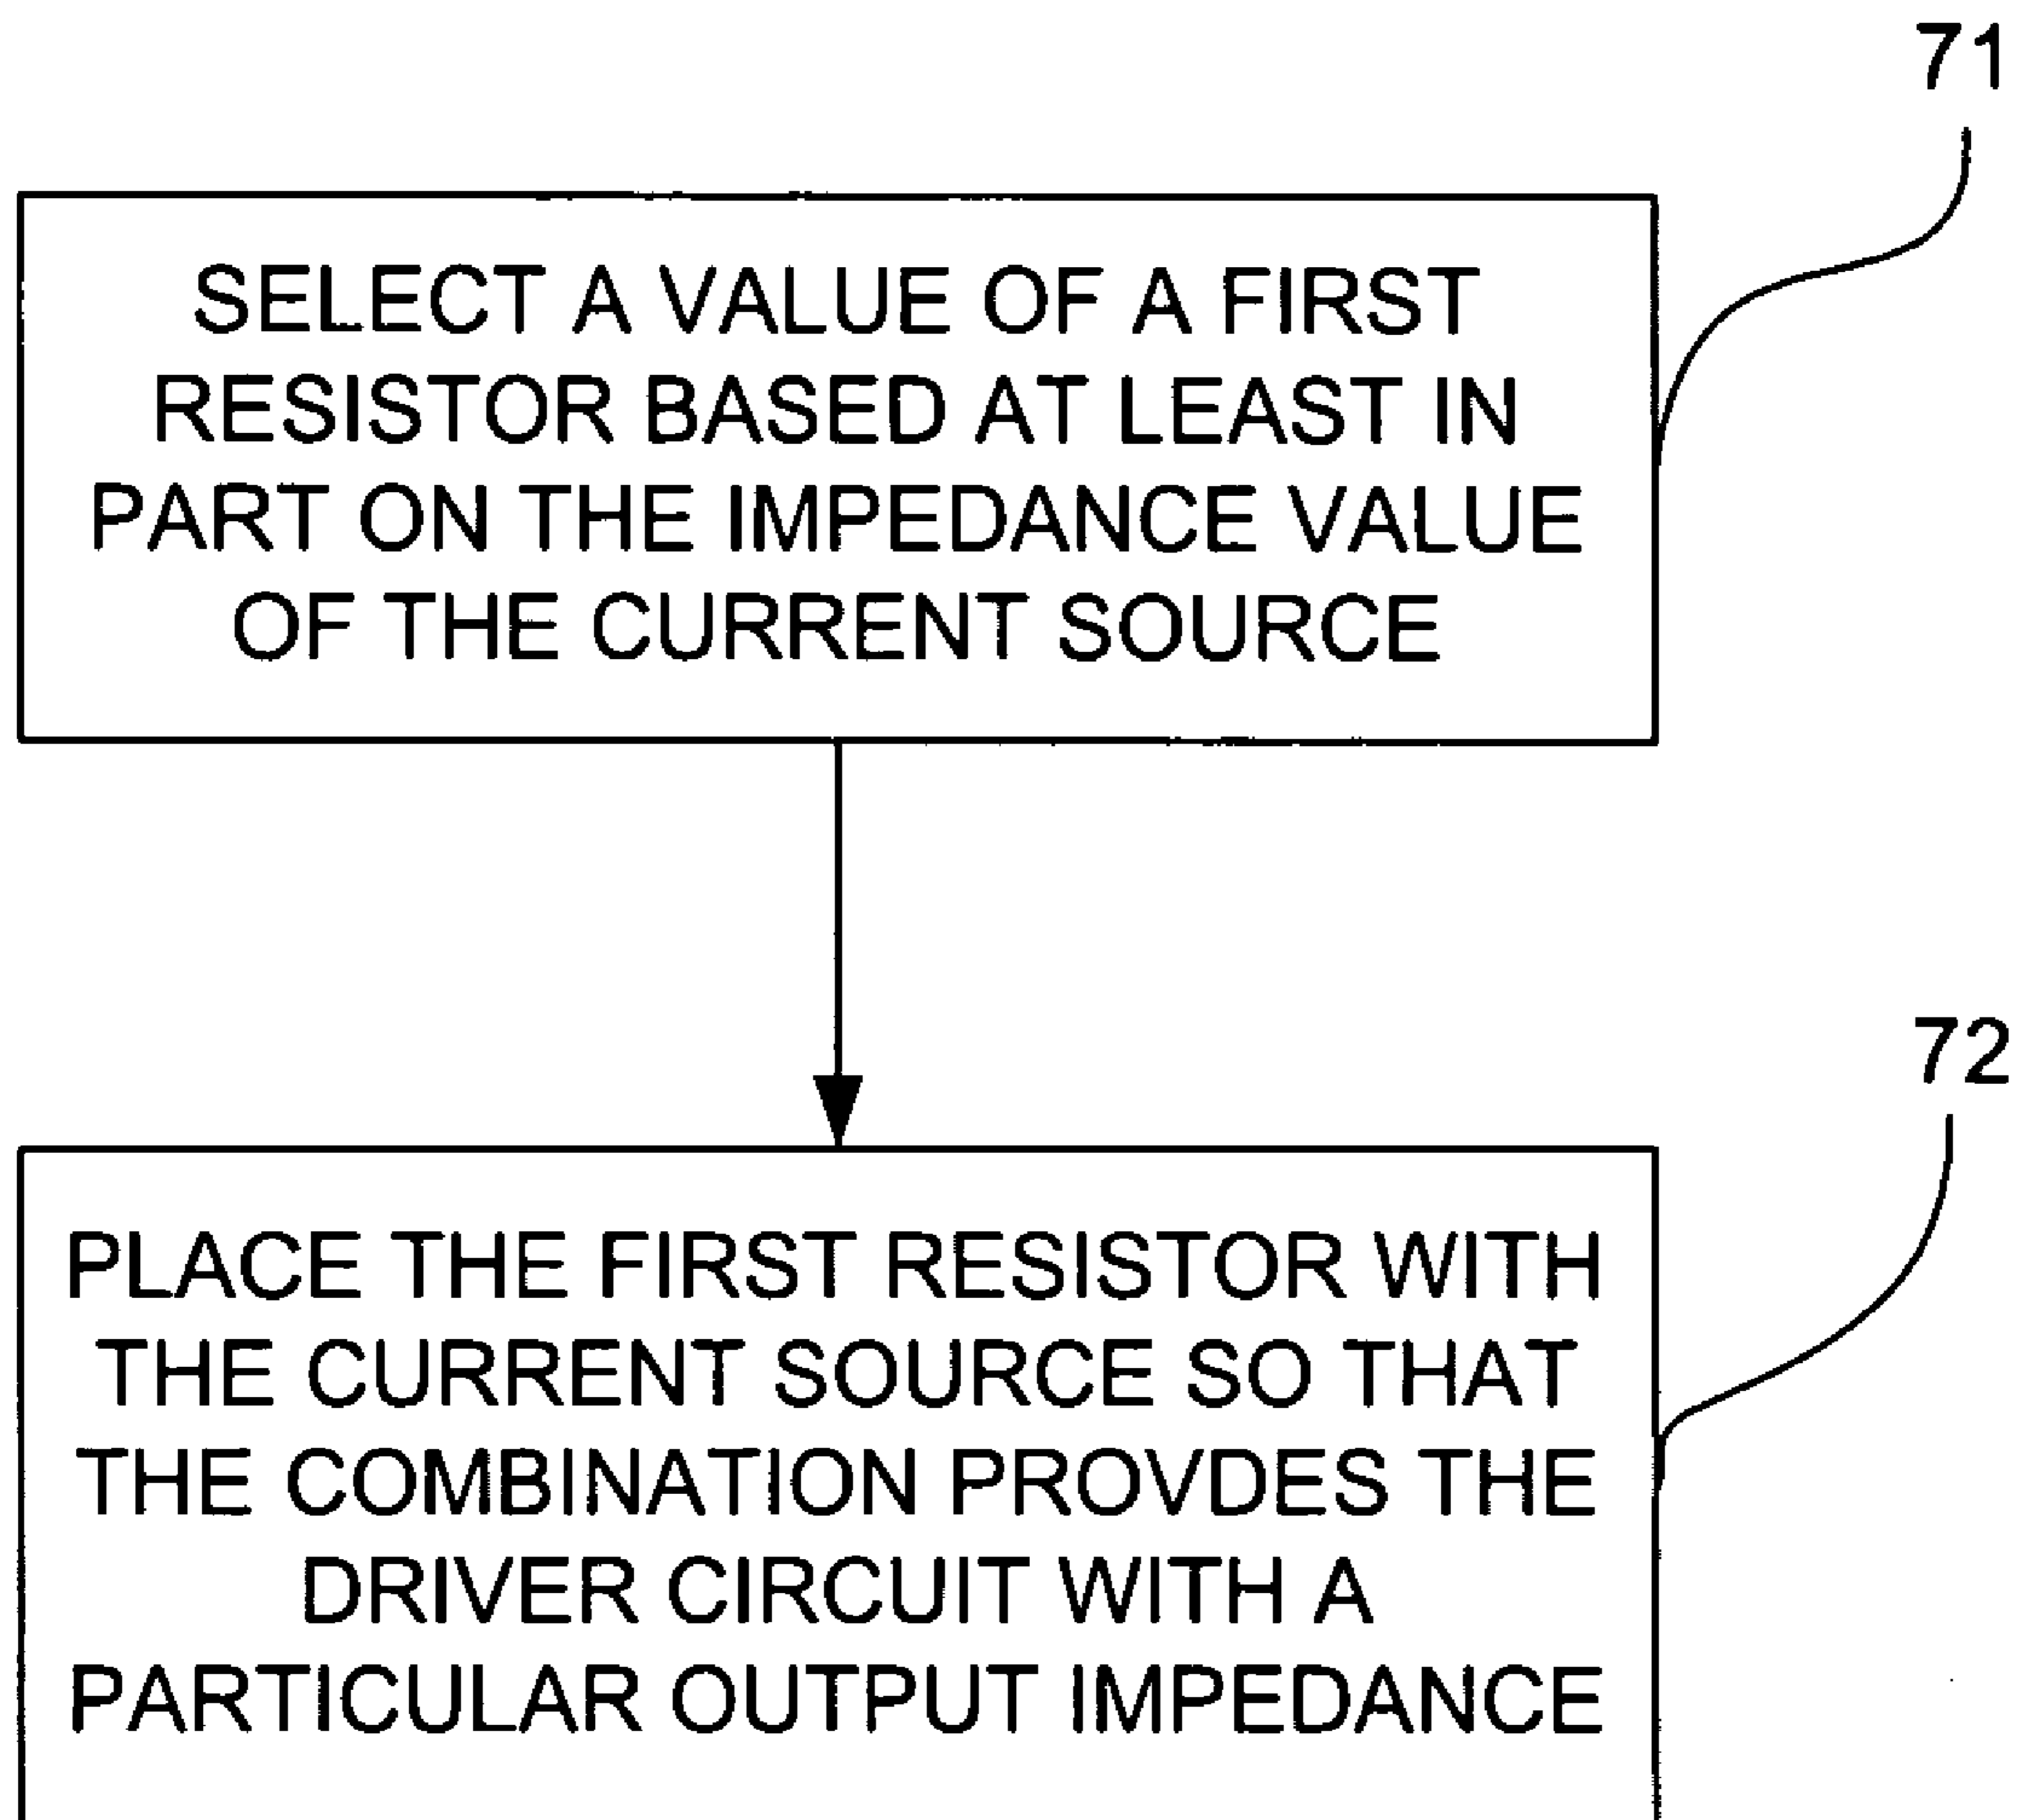 71
SELECT A VALUE OF A FIRST
RESISTOR BASED AT LEAST IN
PART ON THE IMPEDANCE VALUE
OF THE CURRENT SOURCE
72
PLACE THE FIRST RESISTOR WITH
THE CURRENT SOURCE SO THAT
THE COMBINATION PROVDES THE
DRIVER CIRCUIT WITH A
PARTICULAR OUTPUT IMPEDANCE